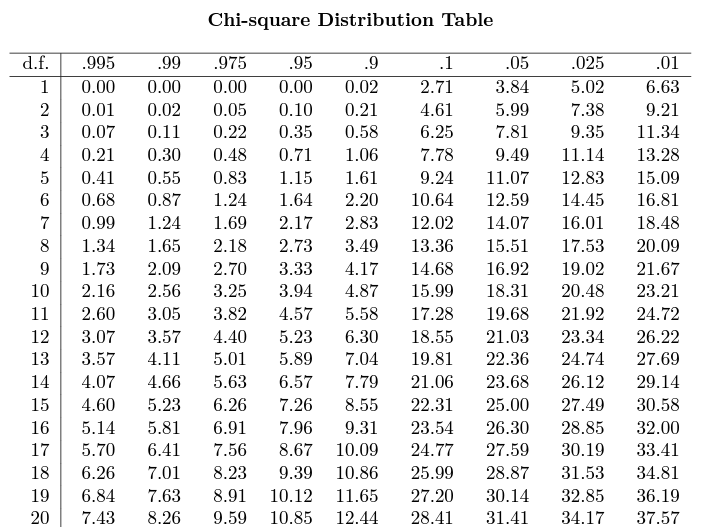 Chi-square Distribution Table
d.f. .995 .99 .975 .95 .9 .1 .05 .025 .01
1 0.00 0.00 0.00 0.00 0.02 2.71 3.84 5.02 6.63
2 0.01 0.02 0.05 0.10 0.21 4.61 5.99 7.38 9.21
3 0.07 0.11 0.22 0.35 0.58 6.25 7.81 9.35 11.34
4 0.21 0.30 0.48 0.71 1.06 7.78 9.49 11.14 13.28
5 0.41 0.55 0.83 1.15 1.61 9.24 11.07 12.83 15.09
6 0.68 0.87 1.24 1.64 2.20 10.64 12.59 14.45 16.81
7 0.99 1.24 1.69 2.17 2.83 12.02 14.07 16.01 18.48
8 1.34 1.65 2.18 2.73 3.49 13.36 15.51 17.53 20.09
9 1.73 2.09 2.70 3.33 4.17 14.68 16.92 19.02 21.67
10 2.16 2.56 3.25 3.94 4.87 15.99 18.31 20.48 23.21
11 2.60 3.05 3.82 4.57 5.58 17.28 19.68 21.92 24.72
12 3.07 3.57 4.40 5.23 6.30 18.55 21.03 23.34 26.22
13 3.57 4.11 5.01 5.89 7.04 19.81 22.36 24.74 27.69
14 4.07 4.66 5.63 6.57 7.79 21.06 23.68 26.12 29.14
15 4.60 5.23 6.26 7.26 8.55 22.31 25.00 27.49 30.58
16 5.14 5.81 6.91 7.96 9.31 23.54 26.30 28.85 32.00
17 5.70 6.41 7.56 8.67 10.09 24.77 27.59 30.19 33.41
18 6.26 7.01 8.23 9.39 10.86 25.99 28.87 31.53 34.81
19 6.84 7.63 8.91 10.12 11.65 27.20 30.14 32.85 36.19
20 7.43 8.26 9.59 10.85 12.44 28.41 31.41 34.17 37.57